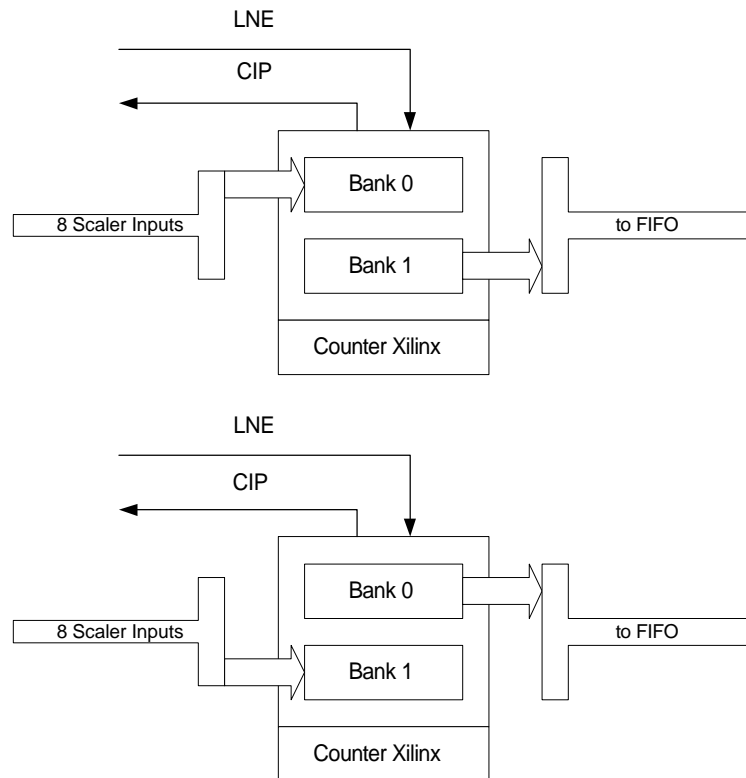 LNE
CIP
Bank 0
8 Scaler Inputs
to FIFO
Bank 1
Counter Xilinx
LNE
CIP
Bank 0
8 Scaler Inputs
to FIFO
Bank 1
Counter Xilinx